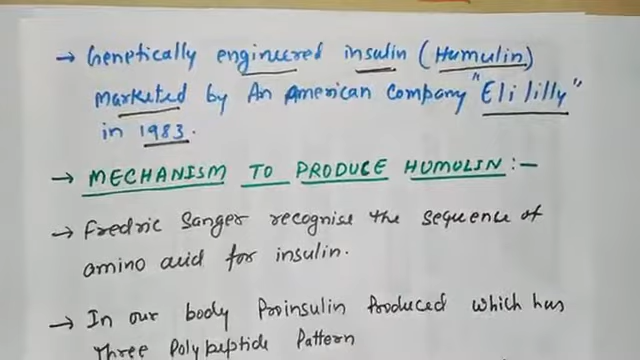 → Genetically engineered insulin (Humulin)
marketed by An American company "Eli lilly"
in 1983.
→ MECHANISM TO PRODUCE HUMULIN :-
→ Fredric Sanger recognise the sequence of
amino acid for insulin.
→ In our body Proinsulin Produced which has
three Polypeptide Pattern